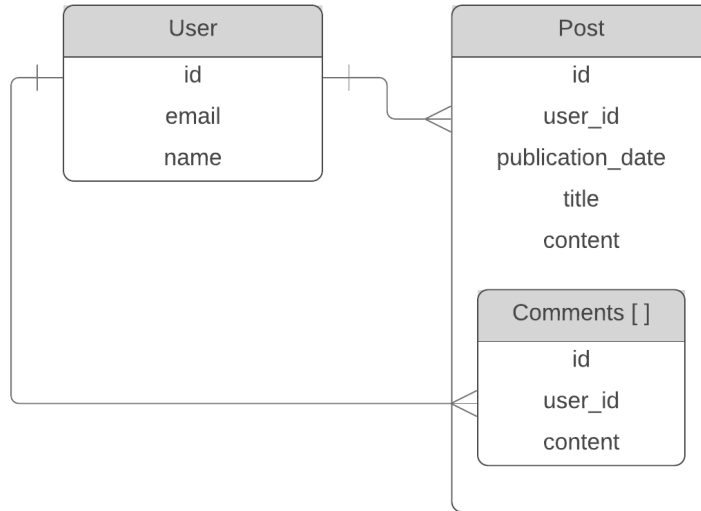 User
id
email
name
Post
id
user_id
publication_date
title
content
Comments [ ]
id
user_id
content